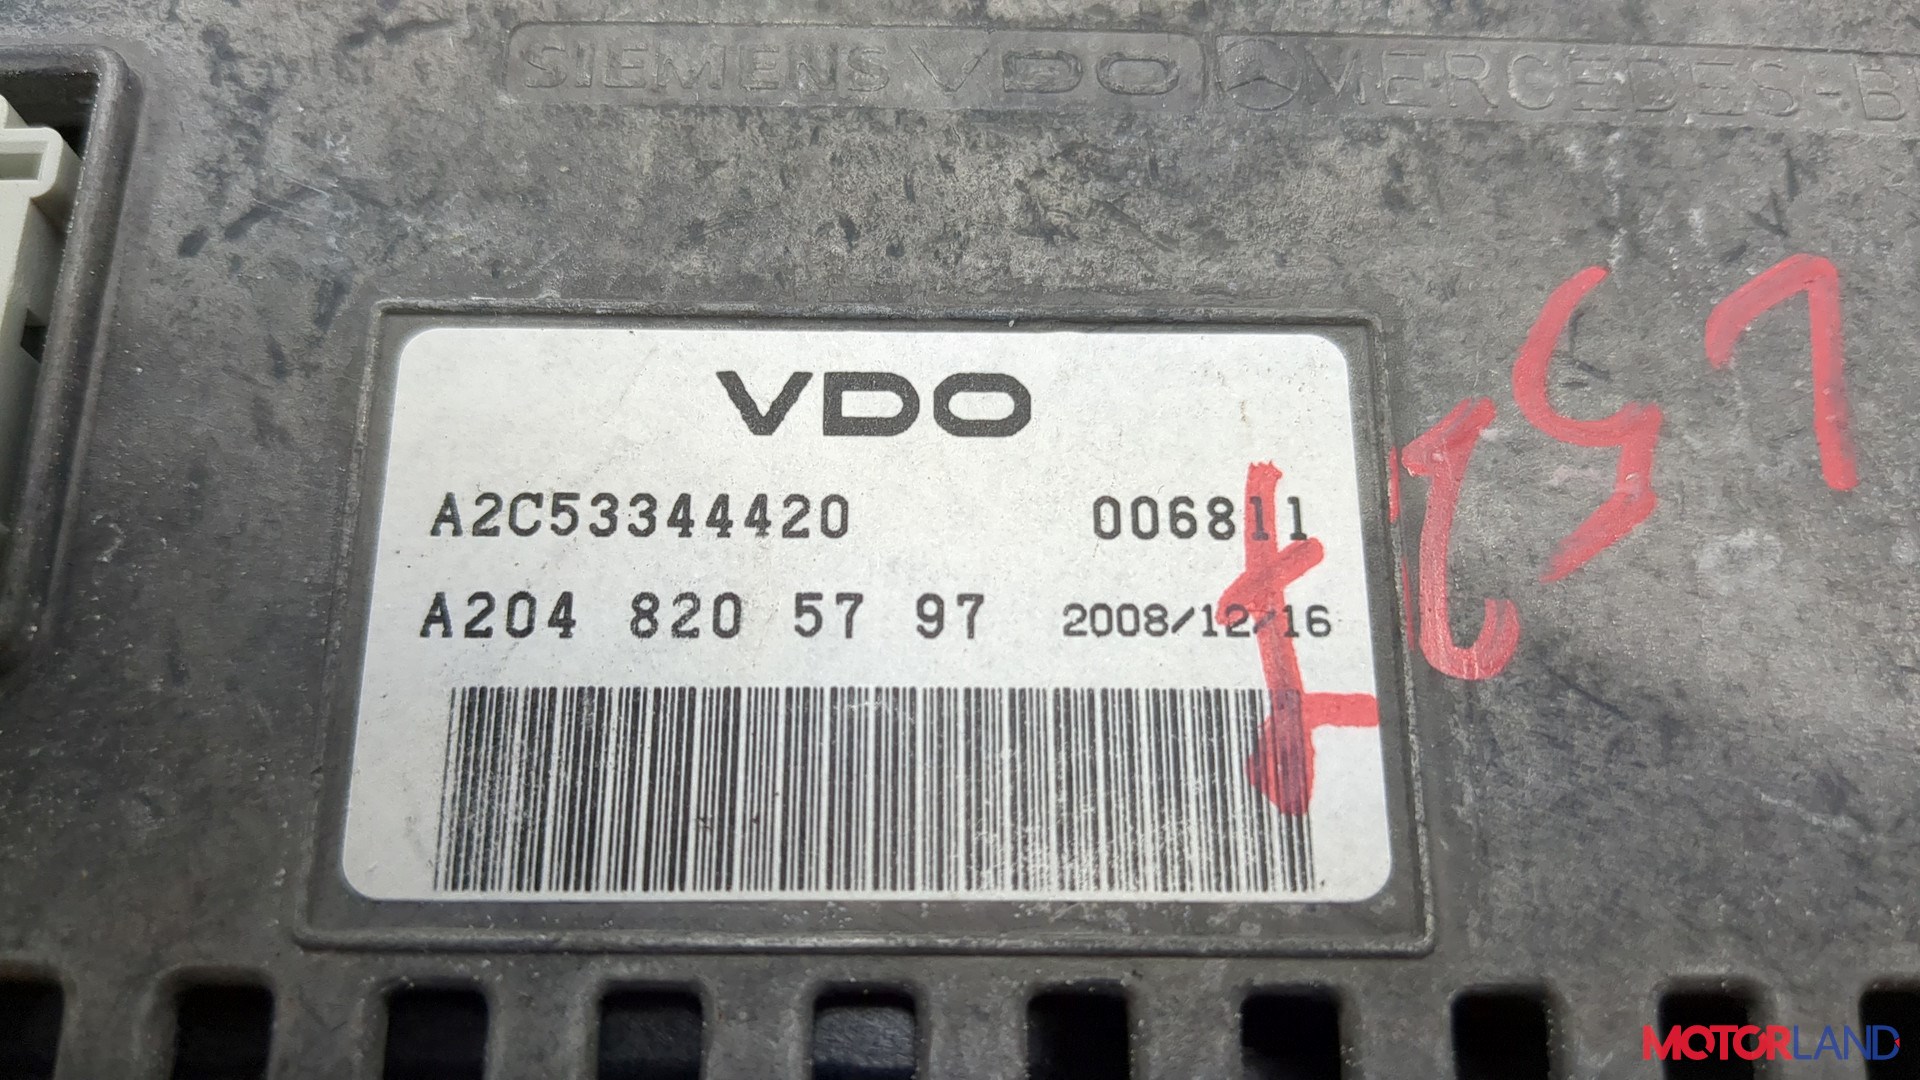 SIEMENS VDO MERCEDES-B
VDO
A2C53344420 006811
A204 820 57 97 2008/12/16
MOTORLAND